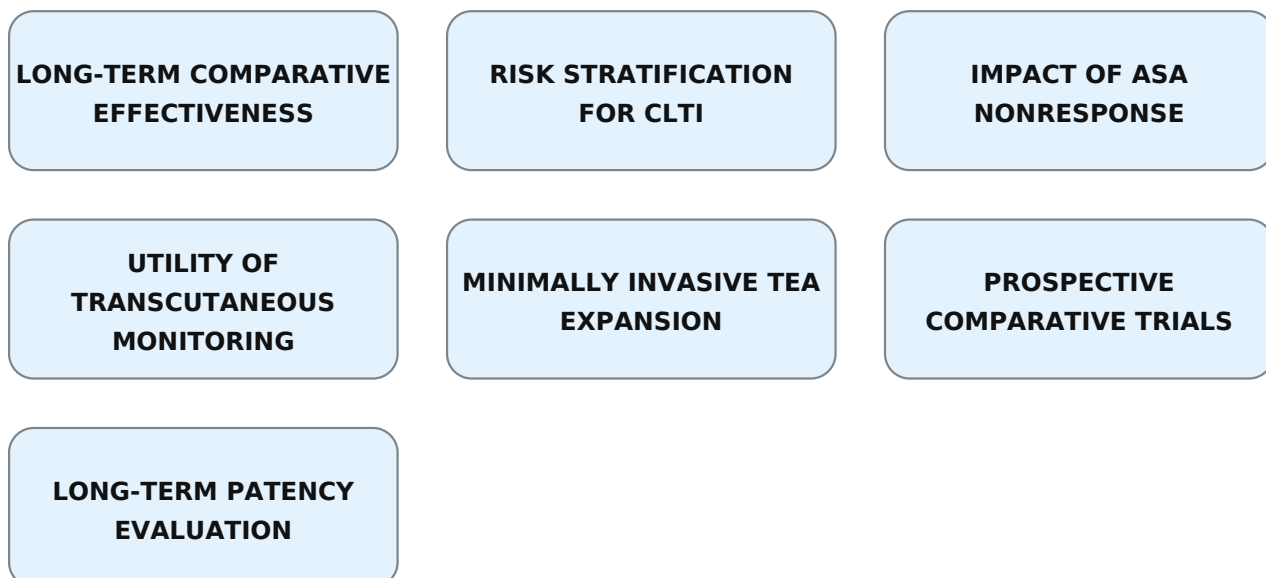 LONG-TERM COMPARATIVE
EFFECTIVENESS
RISK STRATIFICATION
FOR CLTI
IMPACT OF ASA
NONRESPONSE
UTILITY OF
TRANSCUTANEOUS
MONITORING
MINIMALLY INVASIVE TEA
EXPANSION
PROSPECTIVE
COMPARATIVE TRIALS
LONG-TERM PATENCY
EVALUATION